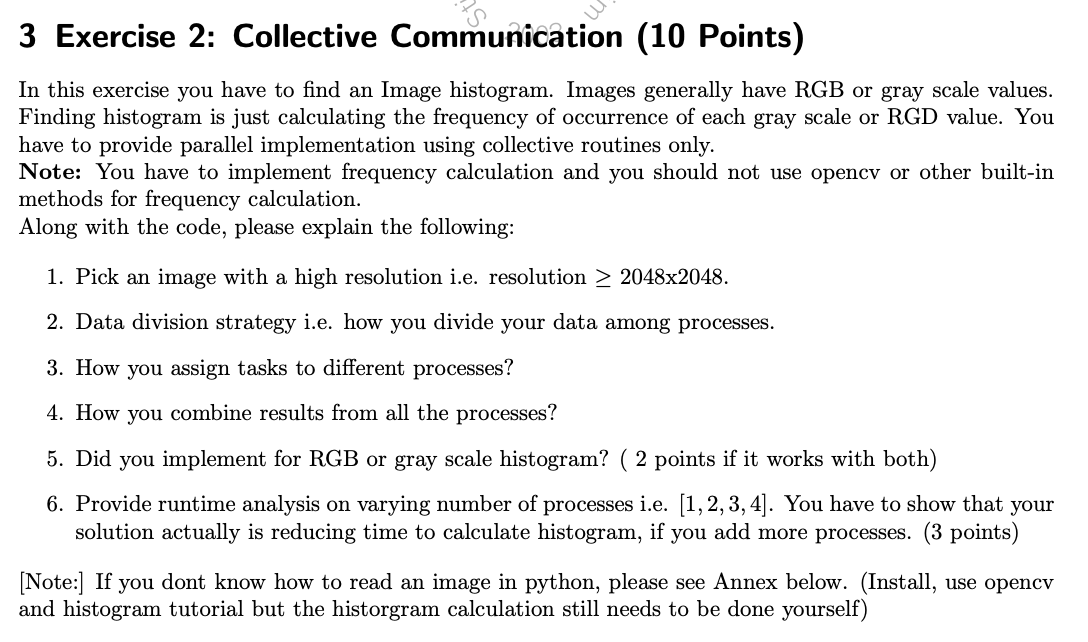 3 Exercise 2: Collective Communication (10 Points)
In this exercise you have to find an Image histogram. Images generally have RGB or gray scale values.
Finding histogram is just calculating the frequency of occurrence of each gray scale or RGD value. You
have to provide parallel implementation using collective routines only.
Note: You have to implement frequency calculation and you should not use opencv or other built-in
methods for frequency calculation.
Along with the code, please explain the following:
1. Pick an image with a high resolution i.e. resolution ≥ 2048x2048.
2. Data division strategy i.e. how you divide your data among processes.
3. How you assign tasks to different processes?
4. How you combine results from all the processes?
5. Did you implement for RGB or gray scale histogram? ( 2 points if it works with both)
6. Provide runtime analysis on varying number of processes i.e. [1, 2, 3, 4]. You have to show that your
solution actually is reducing time to calculate histogram, if you add more processes. (3 points)
[Note:] If you dont know how to read an image in python, please see Annex below. (Install, use opencv
and histogram tutorial but the historgram calculation still needs to be done yourself)